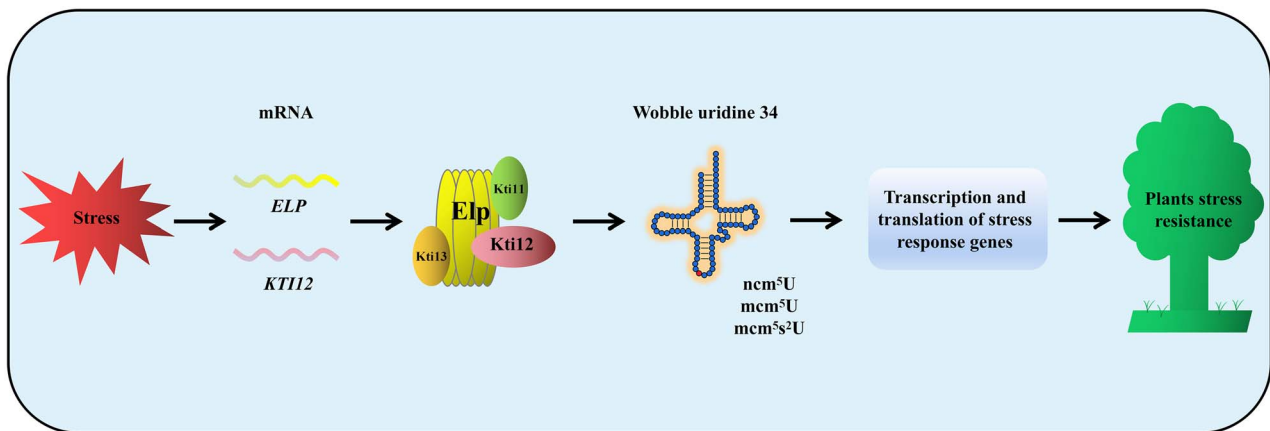 Stress
mRNA
ELP
KTI12
Elp
Kti11
Kti12
Kti13
Wobble uridine 34
ncm⁵U
mcm⁵U
mcm⁵s²U
Transcription and
translation of stress
response genes
Plants stress
resistance